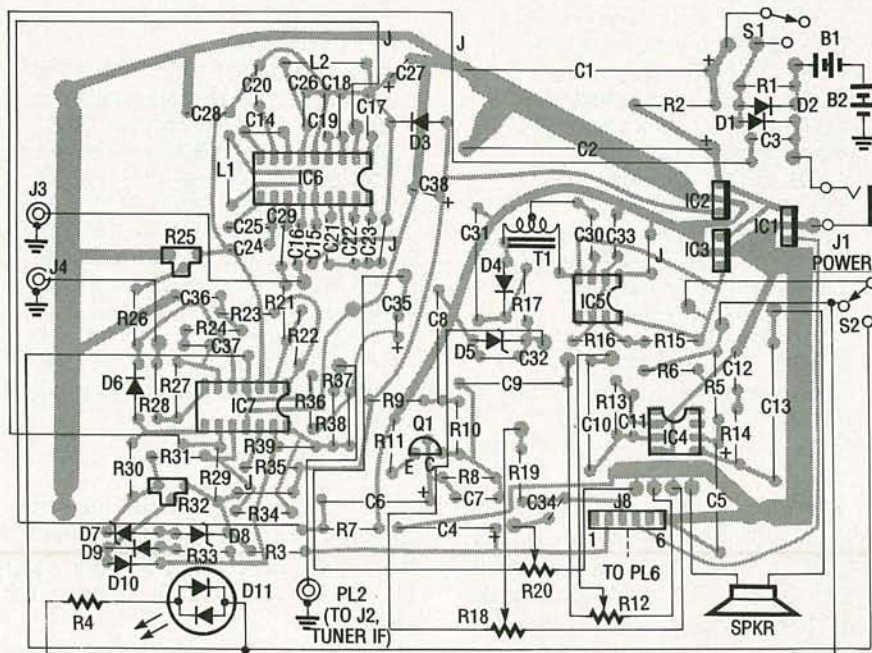 S1
B1
J
L2
J
C27
C1
C20
C26
C18
C17
R1
D2
B2
C28
C14
C19
R2
D1
C3
D3
C2
L1
IC6
C38
IC2
J3
C29
C31
IC1
R25
C25
C24
C16
C15
C21
C22
C23
J
T1
C30
C33
J
IC3
J1
POWER
J4
D4
R17
IC5
C36
R21
C35
C8
S2
R26
R23
R24
R22
C37
D5
C32
R16
R15
D6
R27
R37
C9
R6
R5
C12
R28
IC7
R36
R9
R13
C13
R38
Q1
R10
C10
C11
IC4
R14
R31
R39
R11
E
C
R30
R29
R35
R8
R19
J
R32
C7
J8
C5
R34
C6
C34
D7
D8
R7
C4
1
6
D9
R33
R3
TO PL6
D10
D11
R20
R4
PL2
(TO J2,
TUNER IF)
R18
R12
SPKR